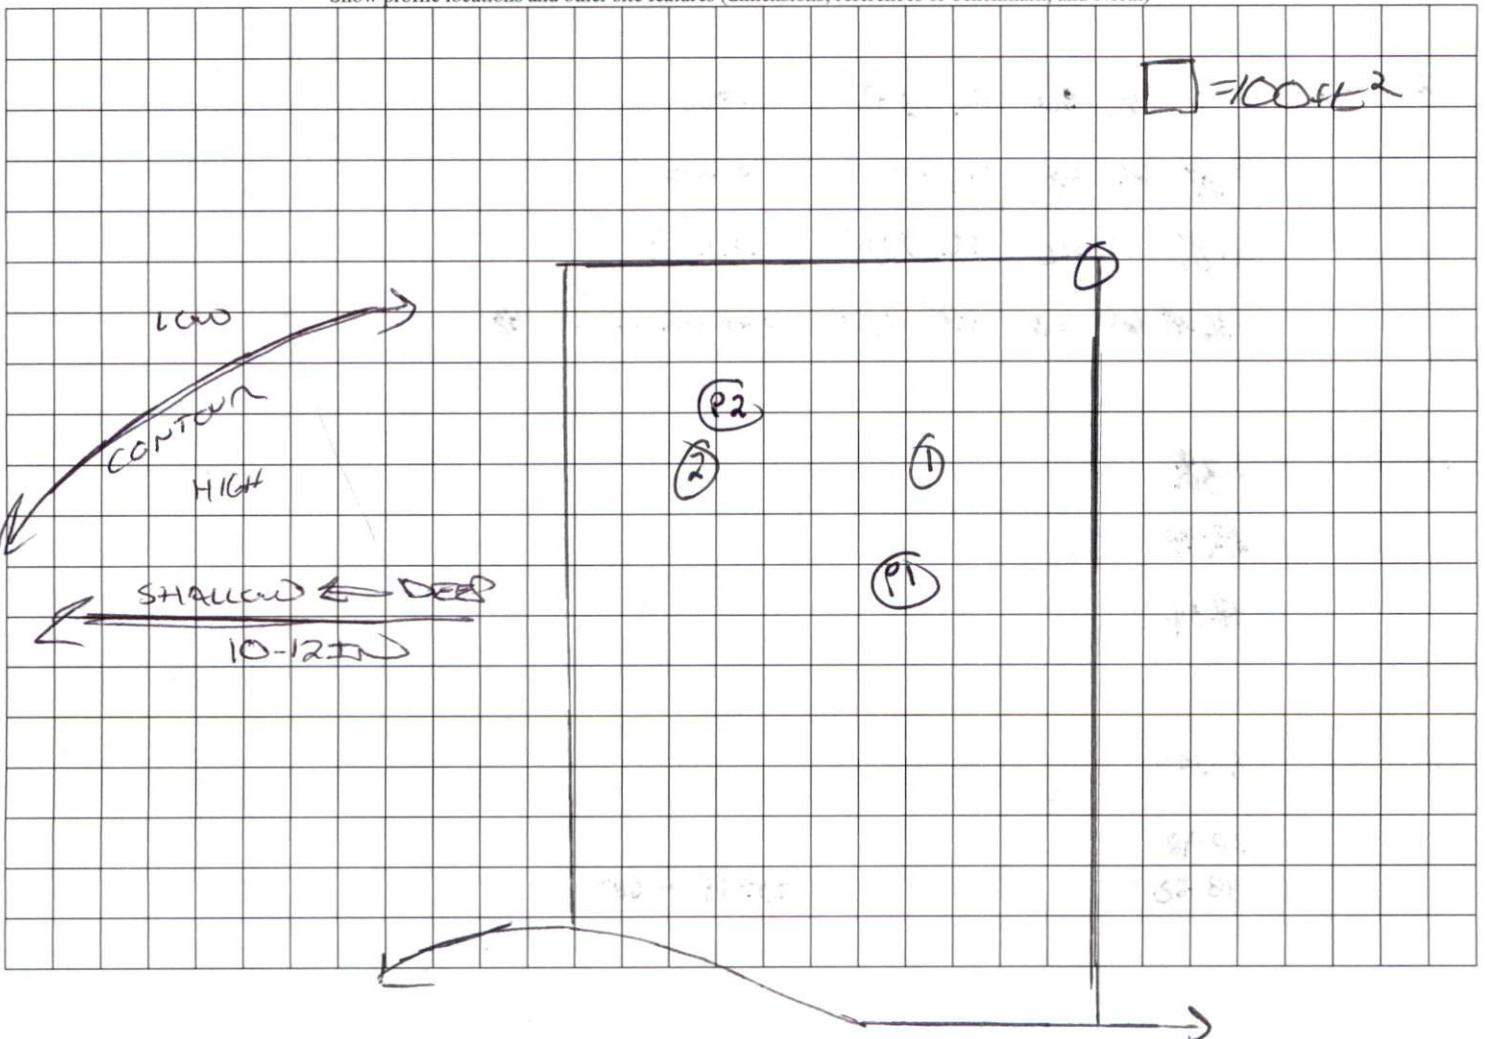 □ =100ft²
LOW
CONTOUR
HIGH
P2
2
1
P1
SHALLOW ← DEEP
10-12IN